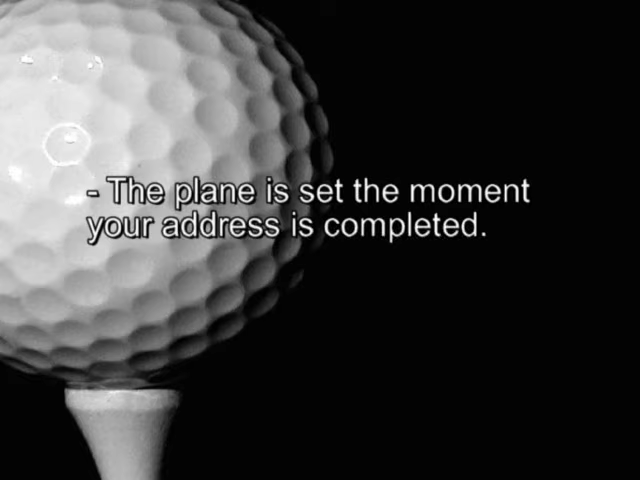 - The plane is set the moment
your address is completed.